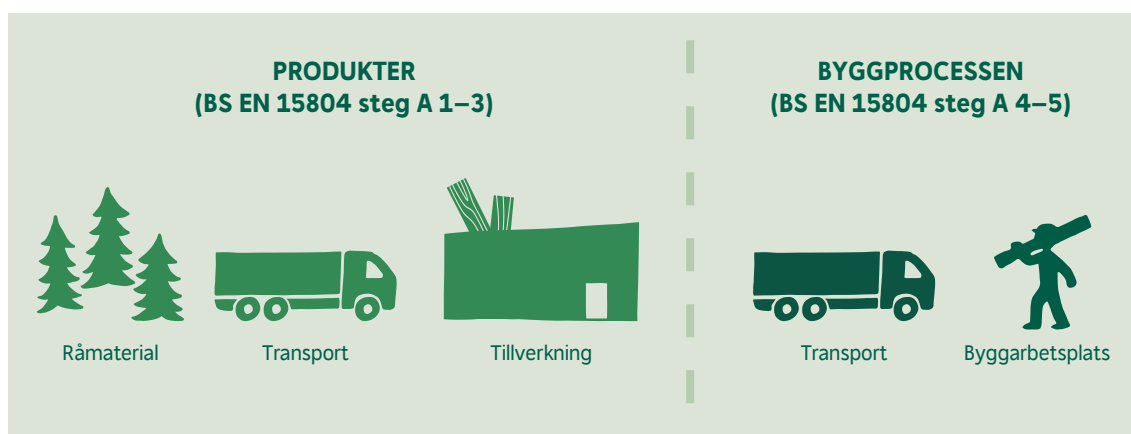 PRODUKTER
(BS EN 15804 steg A 1–3)
BYGGPROCESSEN
(BS EN 15804 steg A 4–5)
Råmaterial
Transport
Tillverkning
Transport
Byggarbetsplats